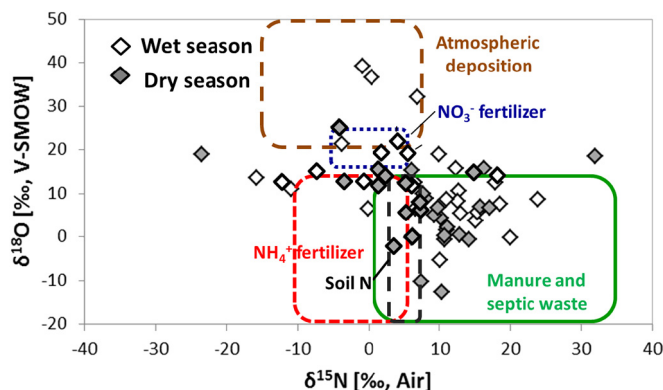 50
40
30
20
10
0
-10
-20
-40
-30
-20
-10
0
10
20
30
40
δ18O [‰, V-SMOW]
δ15N [‰, Air]
Wet season
Dry season
Atmospheric
deposition
NO3- fertilizer
NH4+ fertilizer
Soil N
Manure and
septic waste